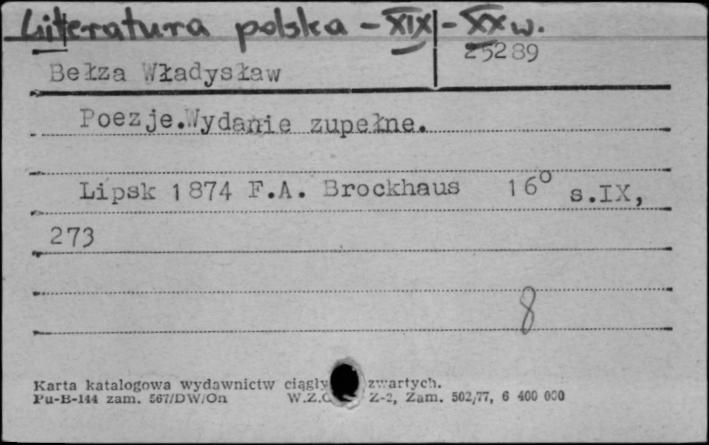 Literatura polska - XIX - XX w.
25289
Bełza Władysław
Poezje.Wydanie zupełne.
Lipsk 1874 F.A. Brockhaus 16° s.IX,
273
8
Karta katalogowa wydawnictw ciągły zwartych.
Pu-B-144 zam. 567/DW/On W.Z.G Z-2, Zam. 502/77, 6 400 000